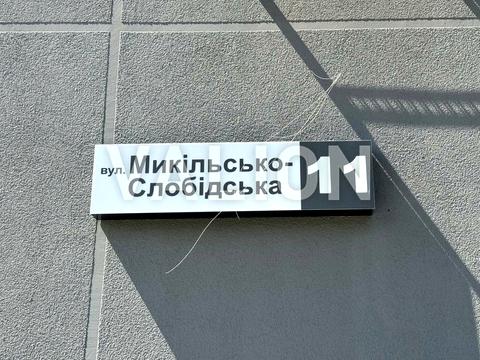 вул. Микільсько-
Слобідська
11
VALION